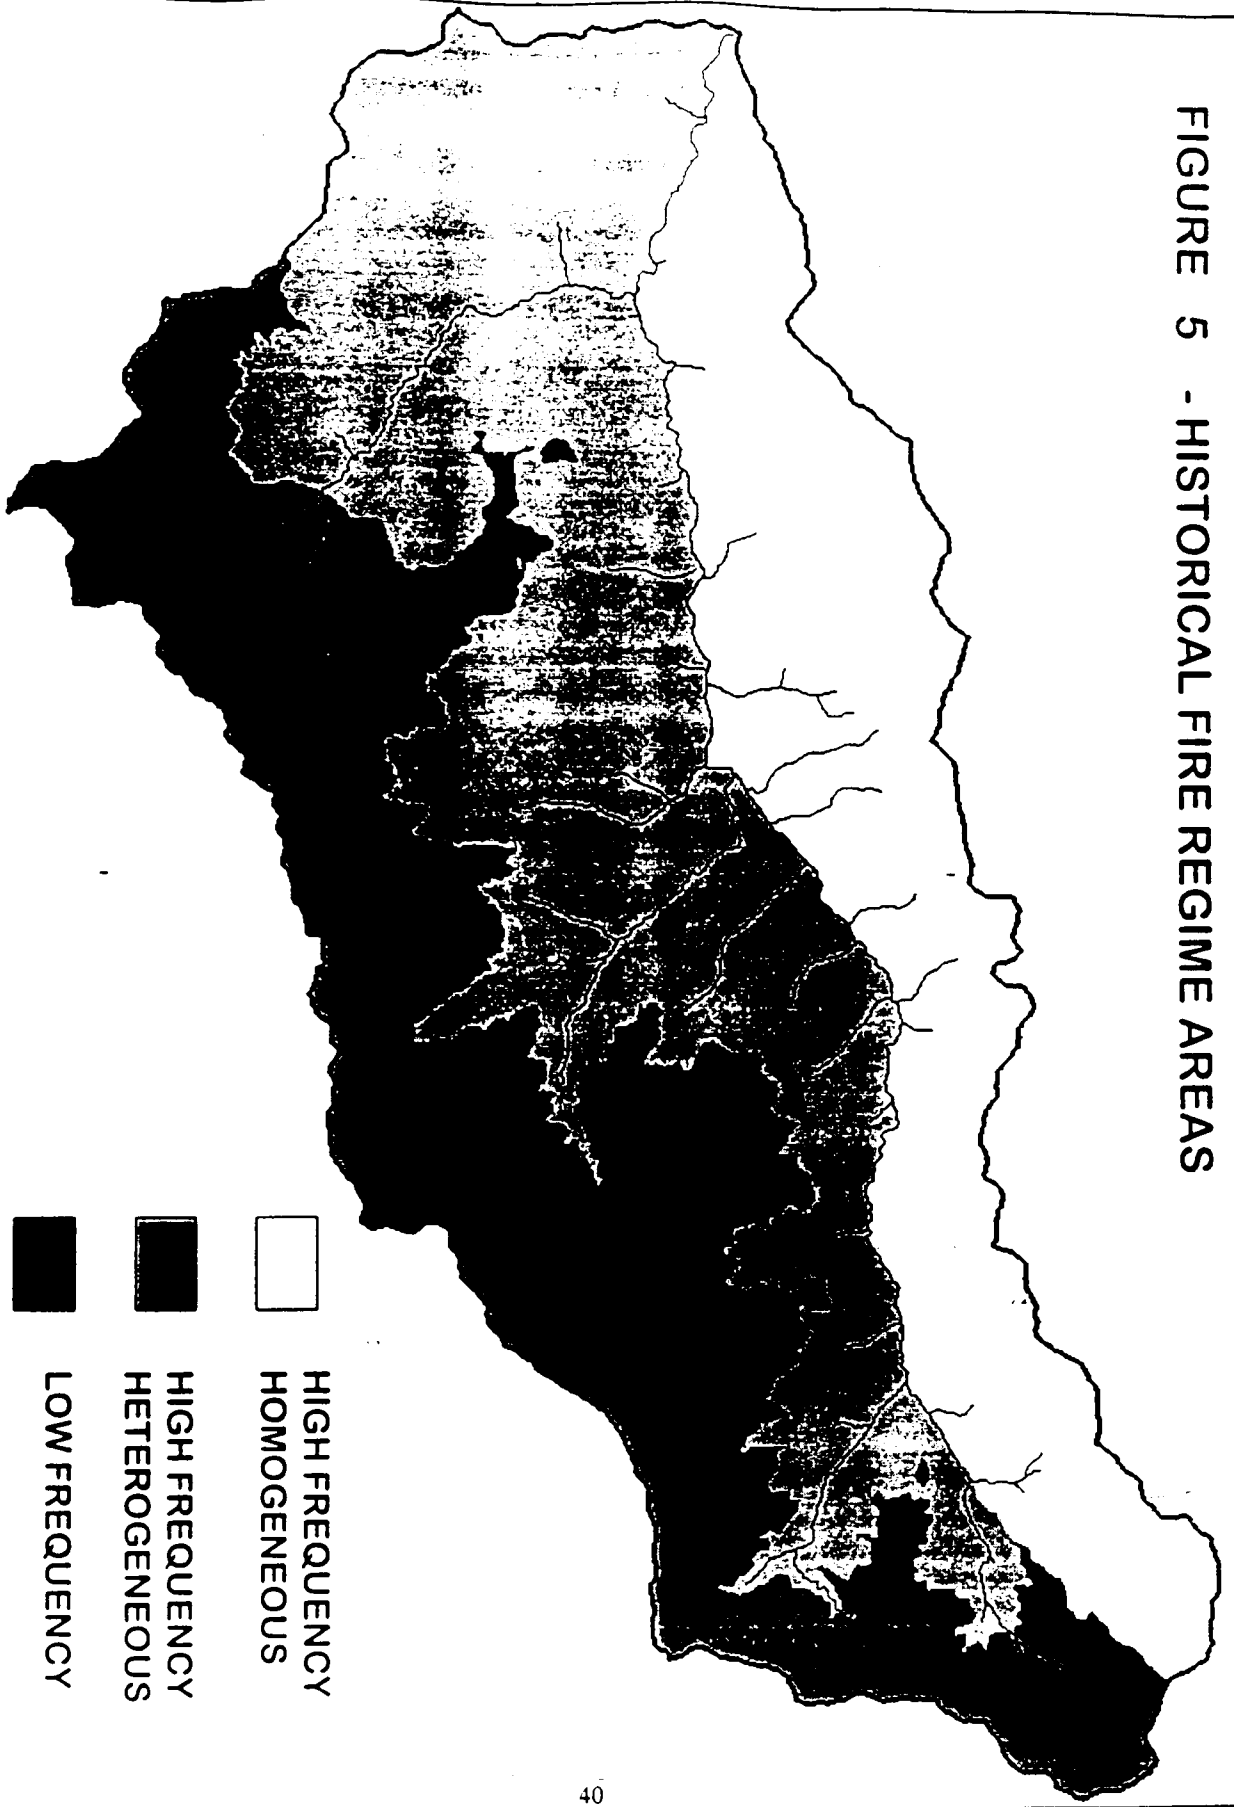 FIGURE 5 - HISTORICAL FIRE REGIME AREAS
HIGH FREQUENCY
HOMOGENEOUS
HIGH FREQUENCY
HETEROGENEOUS
LOW FREQUENCY
40